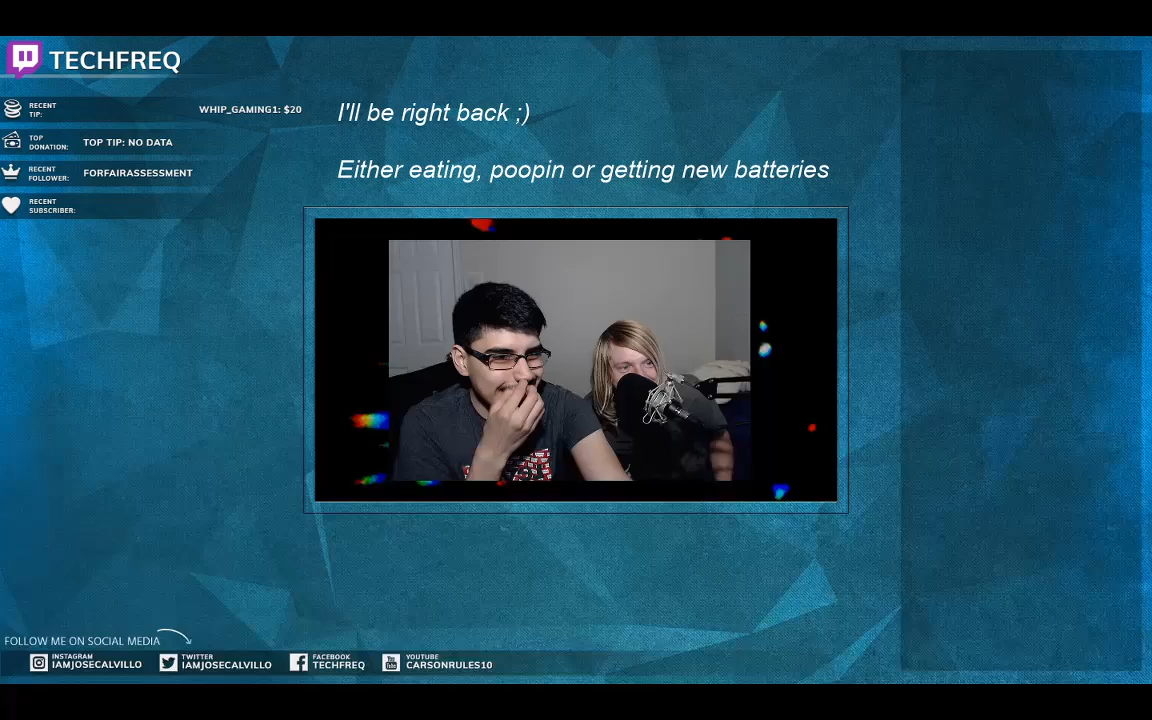 TECHFREQ
RECENT TIP: WHIP_GAMING1: $20
TOP DONATION: TOP TIP: NO DATA
RECENT FOLLOWER: FORFAIRASSESSMENT
RECENT SUBSCRIBER:
I'll be right back ;)
Either eating, poopin or getting new batteries
FOLLOW ME ON SOCIAL MEDIA
INSTAGRAM
IAMJOSECALVILLO
TWITTER
IAMJOSECALVILLO
FACEBOOK
TECHFREQ
YOUTUBE
CARSONRULES10